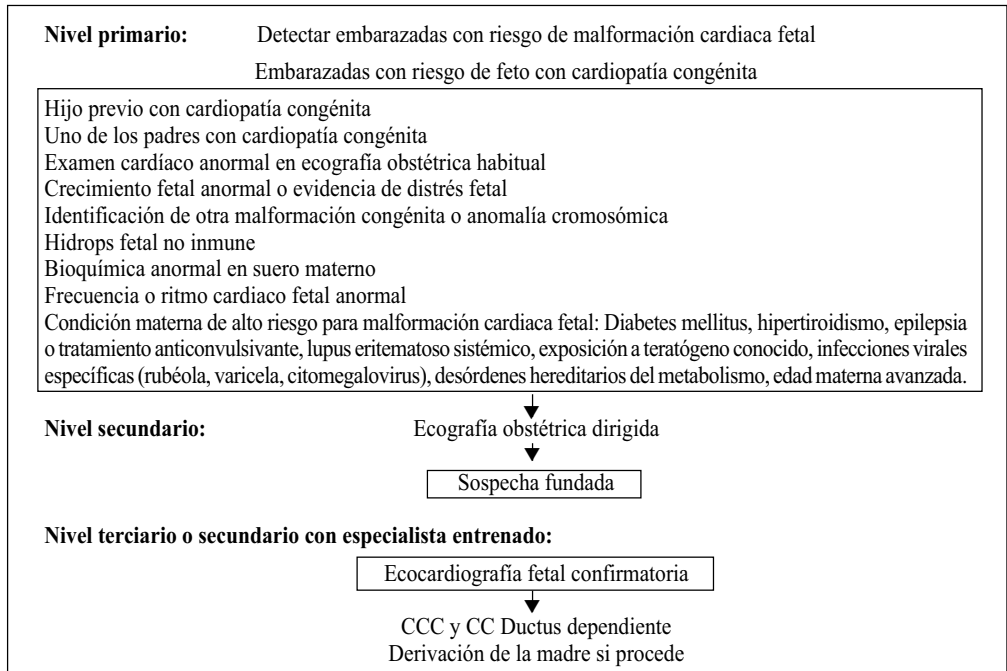 Nivel primario: Detectar embarazadas con riesgo de malformación cardiaca fetal
Embarazadas con riesgo de feto con cardiopatía congénita
Hijo previo con cardiopatía congénita
Uno de los padres con cardiopatía congénita
Examen cardíaco anormal en ecografía obstétrica habitual
Crecimiento fetal anormal o evidencia de distrés fetal
Identificación de otra malformación congénita o anomalía cromosómica
Hidrops fetal no inmune
Bioquímica anormal en suero materno
Frecuencia o ritmo cardiaco fetal anormal
Condición materna de alto riesgo para malformación cardiaca fetal: Diabetes mellitus, hipertiroidismo, epilepsia
o tratamiento anticonvulsivante, lupus eritematoso sistémico, exposición a teratógeno conocido, infecciones virales
específicas (rubéola, varicela, citomegalovirus), desórdenes hereditarios del metabolismo, edad materna avanzada.
Nivel secundario: Ecografía obstétrica dirigida
Sospecha fundada
Nivel terciario o secundario con especialista entrenado:
Ecocardiografía fetal confirmatoria
CCC y CC Ductus dependiente
Derivación de la madre si procede